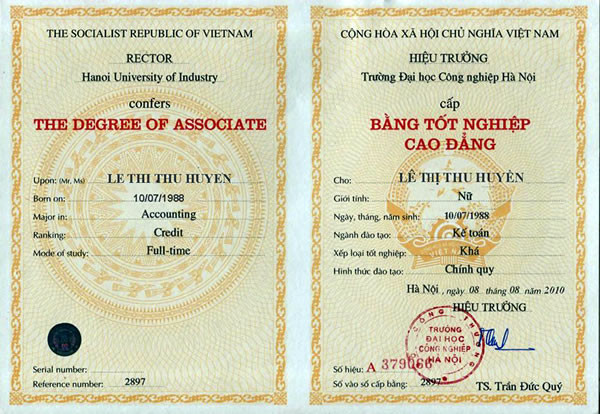 THE SOCIALIST REPUBLIC OF VIETNAM
RECTOR
Hanoi University of Industry
confers
THE DEGREE OF ASSOCIATE
Upon: (Mr, Ms) LE THI THU HUYEN
Born on: 10/07/1988
Major in: Accounting
Ranking: Credit
Mode of study: Full-time
Serial number:
Reference number: 2897
CỘNG HÒA XÃ HỘI CHỦ NGHĨA VIỆT NAM
HIỆU TRƯỞNG
Trường Đại học Công nghiệp Hà Nội
cấp
BẰNG TỐT NGHIỆP
CAO ĐẲNG
Cho: LÊ THỊ THU HUYỀN
Giới tính: Nữ
Ngày, tháng, năm sinh: 10/07/1988
Ngành đào tạo: Kế toán
Xếp loại tốt nghiệp: Khá
Hình thức đào tạo: Chính quy
Hà Nội, ngày 08 tháng 08 năm 2010
HIỆU TRƯỞNG
CÔNG THƯƠNG
TRƯỜNG
ĐẠI HỌC
CÔNG NGHIỆP
HÀ NỘI
Số hiệu: A 379066
Số vào sổ cấp bằng: 2897
TS. Trần Đức Quý